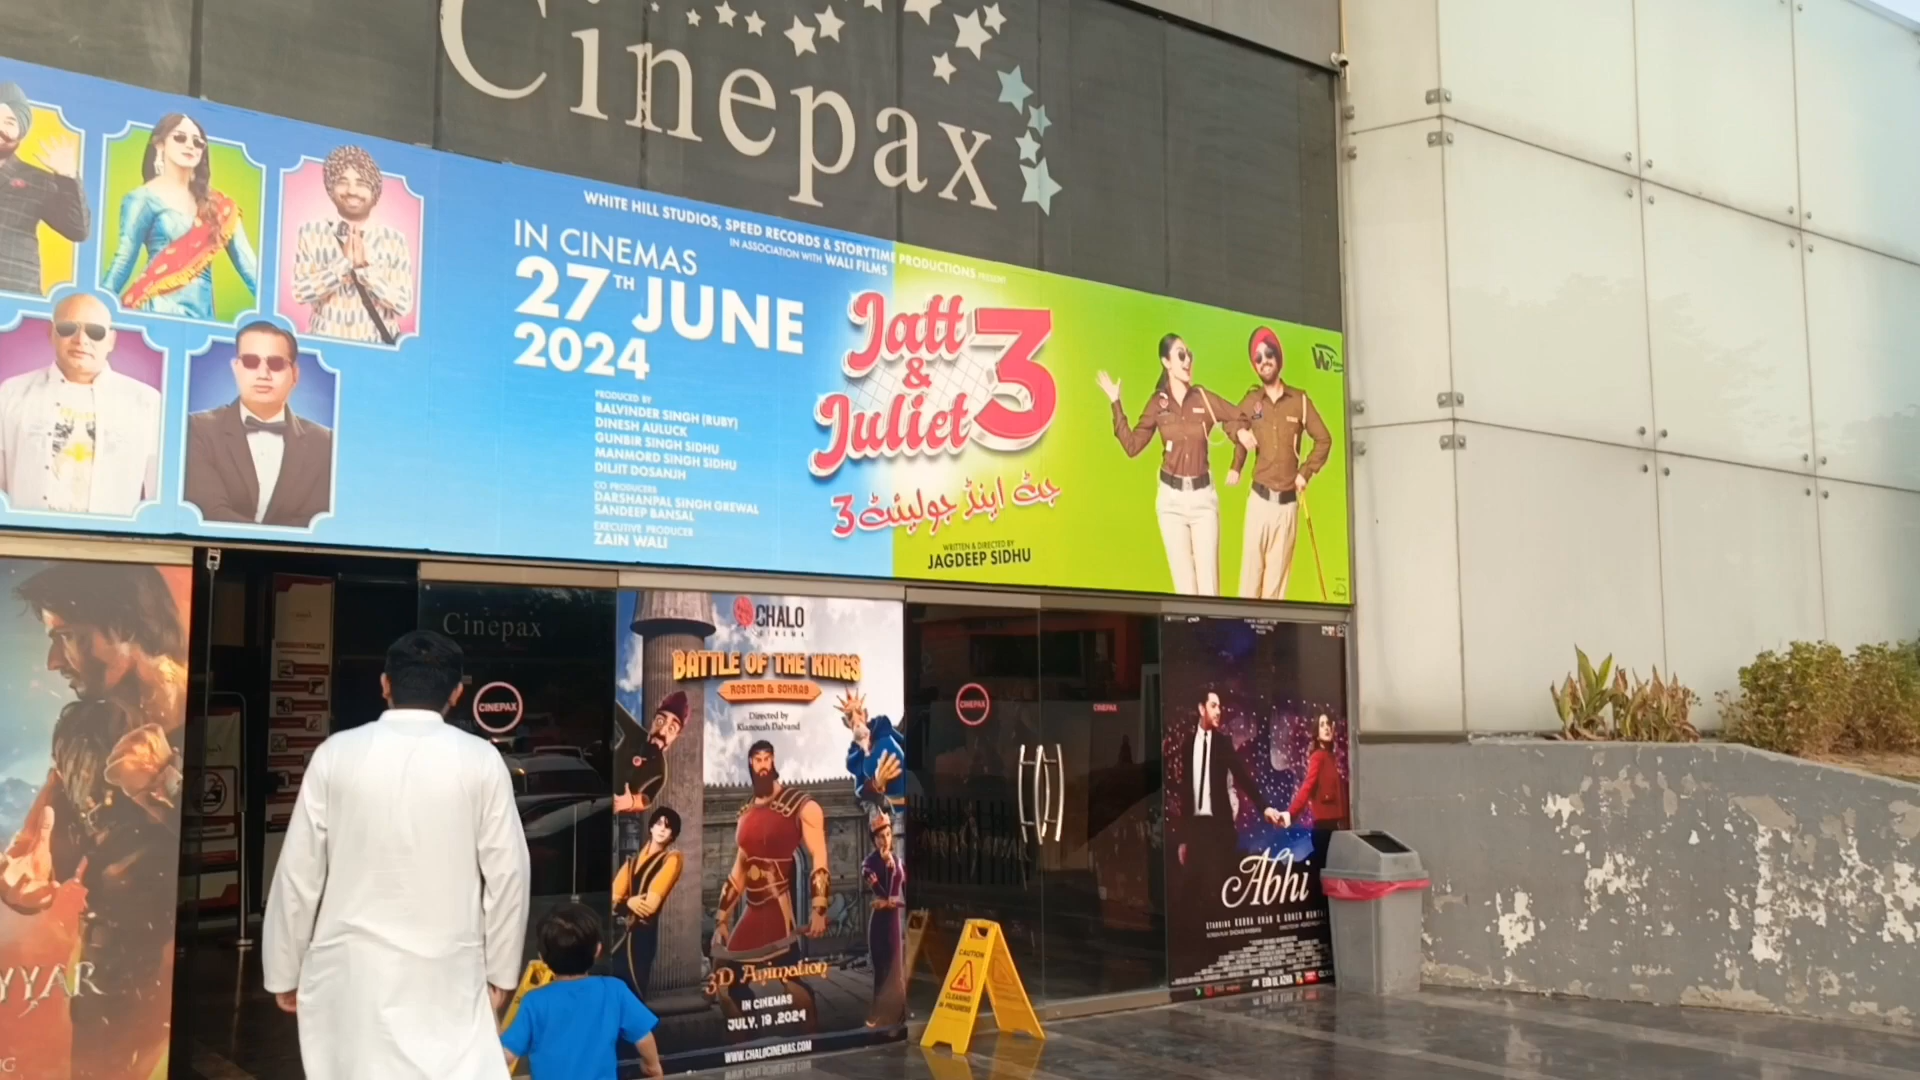 Cinepax
WHITE HILL STUDIOS, SPEED RECORDS & STORYTIME PRODUCTIONS PRESENT
IN ASSOCIATION WITH WALI FILMS
IN CINEMAS
27TH JUNE
2024
PRODUCED BY
BALVINDER SINGH (RUBY)
DINESH AULUCK
GUNBIR SINGH SIDHU
MANMORD SINGH SIDHU
DILJIT DOSANJH
CO PRODUCERS
DARSHANPAL SINGH GREWAL
SANDEEP BANSAL
EXECUTIVE PRODUCER
ZAIN WALI
Jatt
&
Juliet 3
جٹ اینڈ جولیئٹ 3
WRITTEN & DIRECTED BY
JAGDEEP SIDHU
YYAR
Cinepax
CINEPAX
CHALO
CINEMA
BATTLE OF THE KINGS
ROSTAM & SOHRAB
Directed by
Kianoush Dalvand
3D Animation
IN CINEMAS
JULY, 19 ,2024
WWW.CHALOCINEMAS.COM
CINEPAX
CINEPAX
CAUTION
CLEANING
IN PROGRESS
Abhi
EID UL AZHA